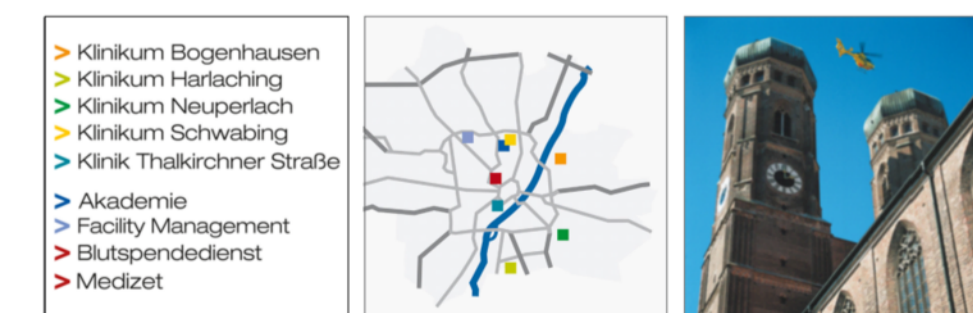 > Klinikum Bogenhausen
> Klinikum Harlaching
> Klinikum Neuperlach
> Klinikum Schwabing
> Klinik Thalkirchner Straße
> Akademie
> Facility Management
> Blutspendedienst
> Medizet